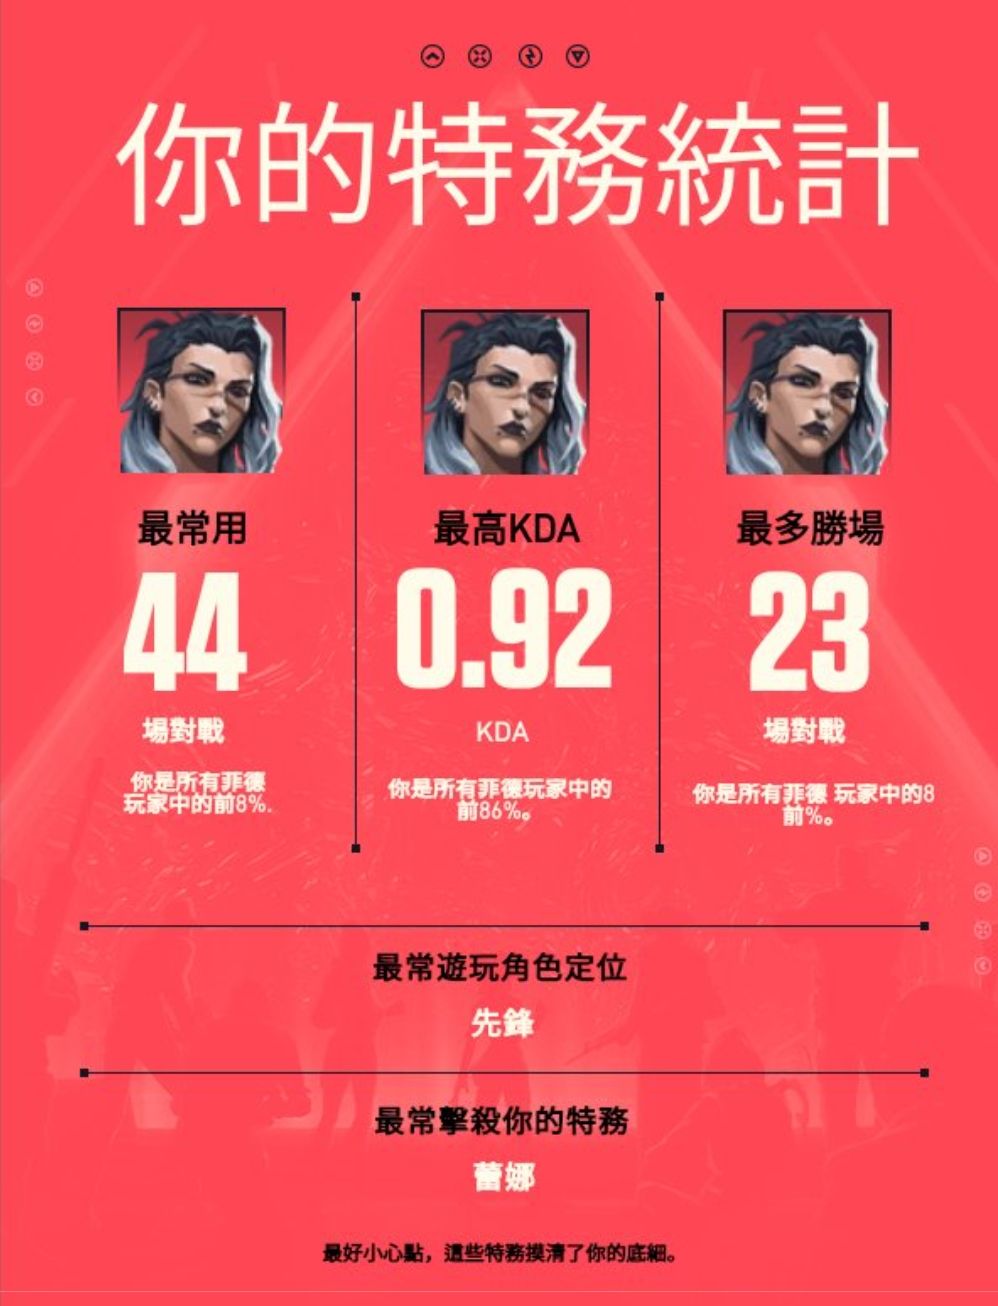 你的特務統計
最常用
44
場對戰
你是所有菲德
玩家中的前8%.
最高KDA
0.92
KDA
你是所有菲德玩家中的
前86%。
最多勝場
23
場對戰
你是所有菲德 玩家中的8
前%。
最常遊玩角色定位
先鋒
最常擊殺你的特務
蕾娜
最好小心點，這些特務摸清了你的底細。